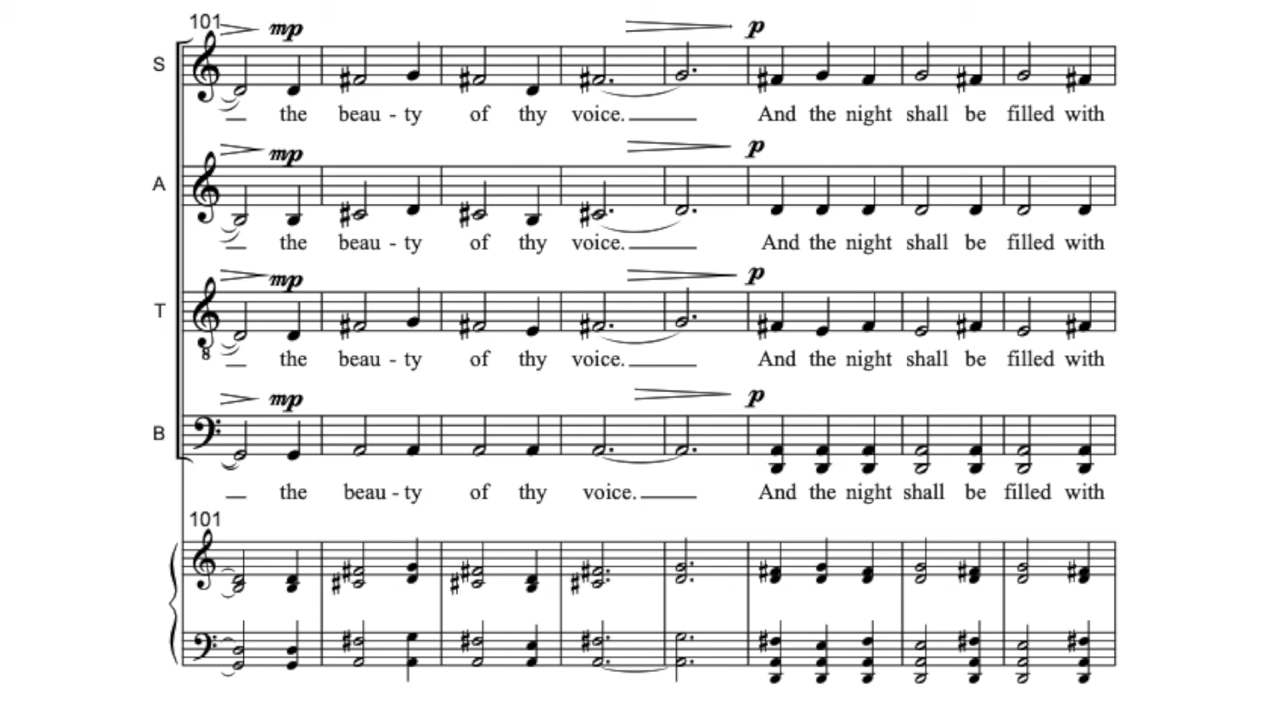 101 mp p
S
the beau - ty of thy voice. And the night shall be filled with
mp p
A
the beau - ty of thy voice. And the night shall be filled with
mp p
T
8
the beau - ty of thy voice. And the night shall be filled with
mp p
B
the beau - ty of thy voice. And the night shall be filled with
101